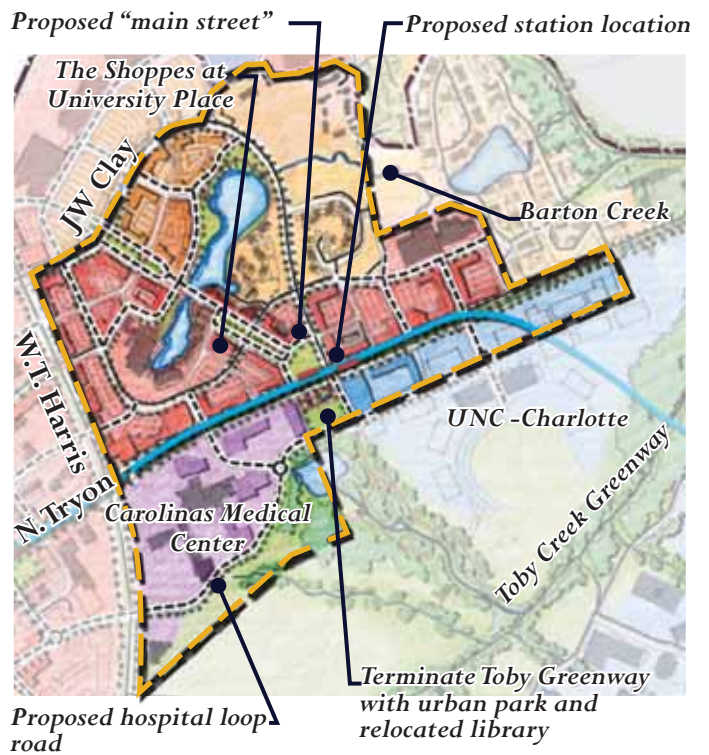 Proposed “main street”
Proposed station location
The Shoppes at
University Place
JW Clay
Barton Creek
W.T. Harris
UNC -Charlotte
N. Tryon
Carolinas Medical
Center
Toby Creek Greenway
Terminate Toby Greenway
with urban park and
relocated library
Proposed hospital loop
road